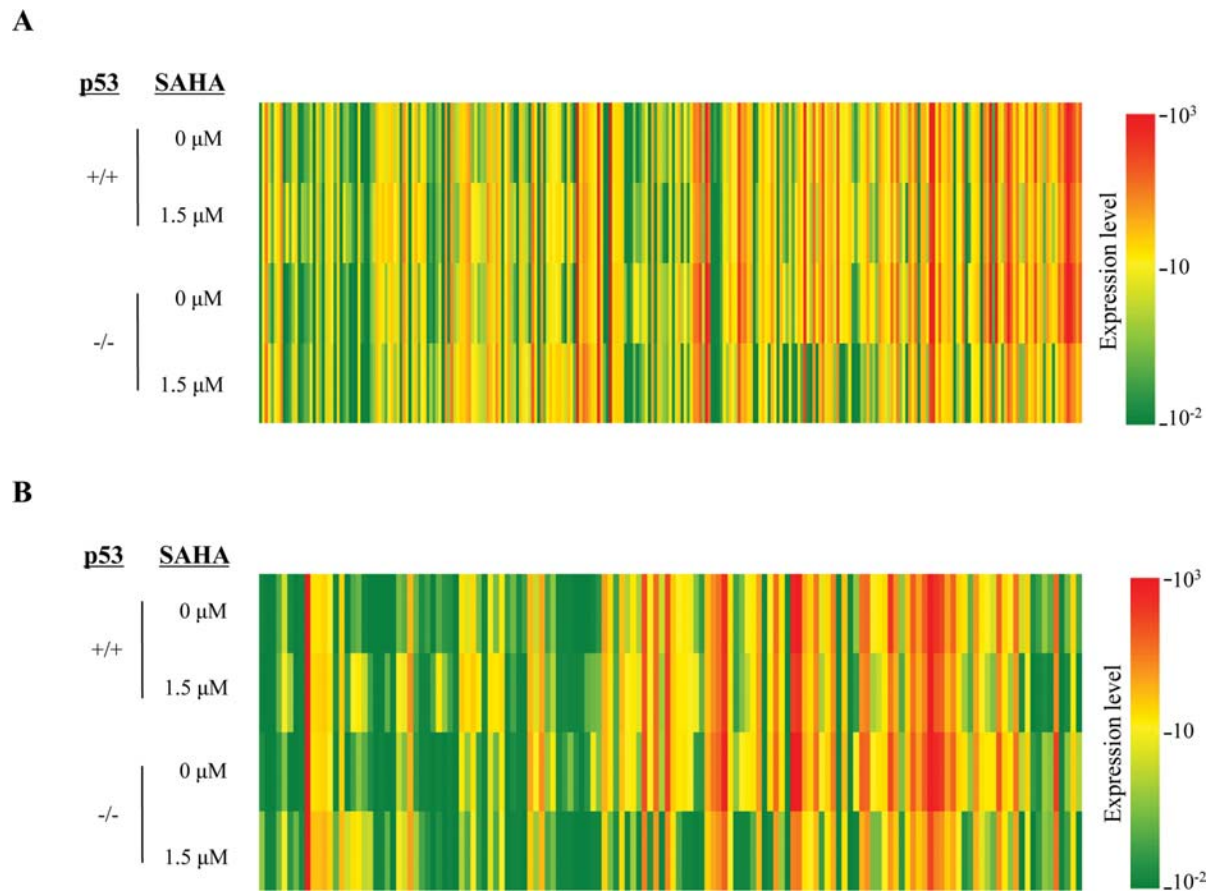 A
p53 SAHA
0 μM
+/+
1.5 μM
0 μM
-/-
1.5 μM
Expression level
-10³
-10
-10⁻²
B
p53 SAHA
0 μM
+/+
1.5 μM
0 μM
-/-
1.5 μM
Expression level
-10³
-10
-10⁻²